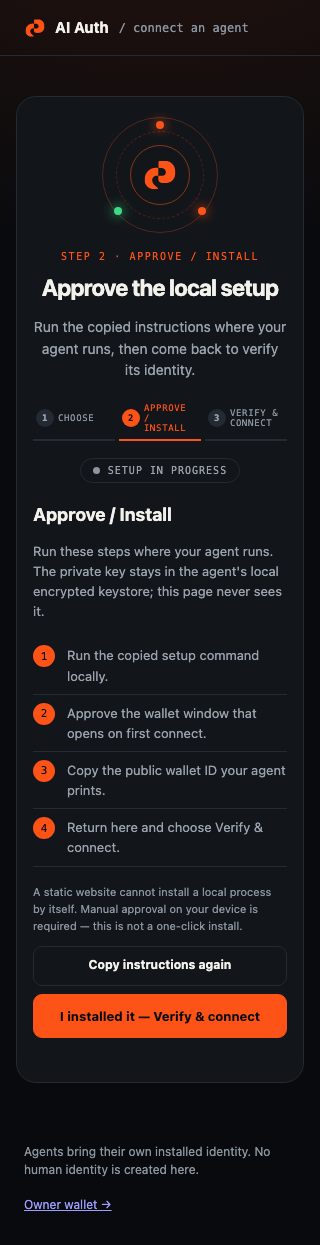 AI Auth / connect an agent
STEP 2 · APPROVE / INSTALL
Approve the local setup
Run the copied instructions where your
agent runs, then come back to verify
its identity.
1 CHOOSE
2 APPROVE
/
INSTALL
3 VERIFY &
CONNECT
SETUP IN PROGRESS
Approve / Install
Run these steps where your agent runs.
The private key stays in the agent's local
encrypted keystore; this page never sees
it.
1 Run the copied setup command
locally.
2 Approve the wallet window that
opens on first connect.
3 Copy the public wallet ID your agent
prints.
4 Return here and choose Verify &
connect.
A static website cannot install a local process
by itself. Manual approval on your device is
required — this is not a one-click install.
Copy instructions again
I installed it — Verify & connect
Agents bring their own installed identity. No
human identity is created here.
Owner wallet →